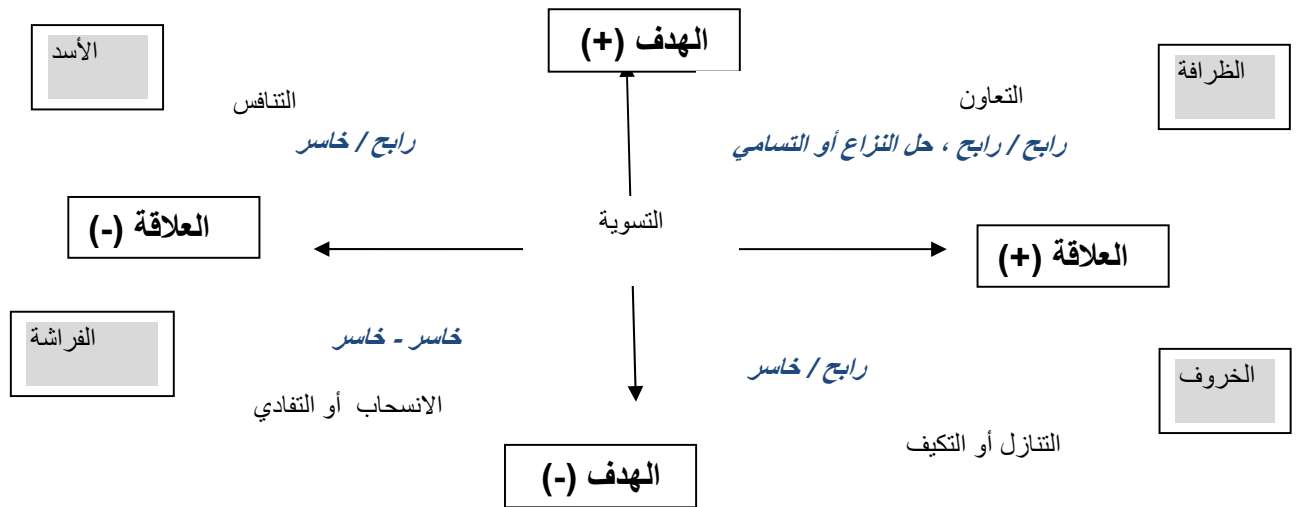 الهدف (+)
الأسد
الظرافة
التعاون
التنافس
رابح / رابح ، حل النزاع أو التسامي
رابح / خاسر
التسوية
العلاقة (-)
العلاقة (+)
الفراشة
خاسر - خاسر
رابح / خاسر
الخروف
الانسحاب أو التفادي
التنازل أو التكيف
الهدف (-)